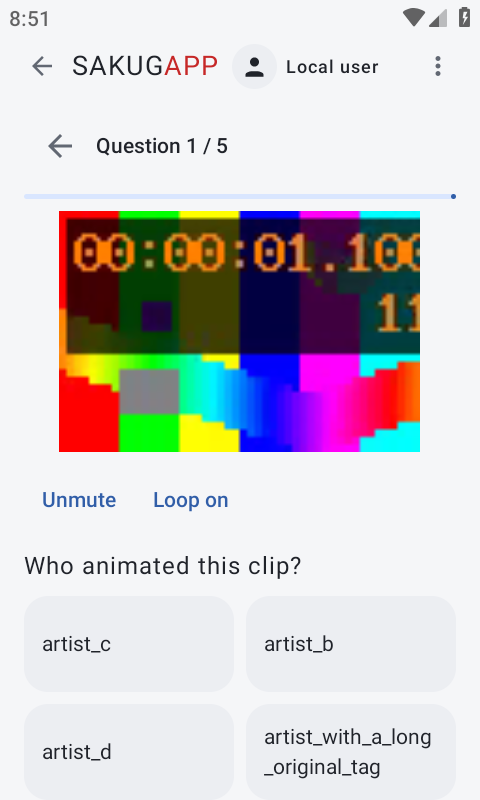 8:51
SAKUGAPP
Local user
Question 1 / 5
00:00:01.100
11
Unmute
Loop on
Who animated this clip?
artist_c
artist_b
artist_d
artist_with_a_long
_original_tag